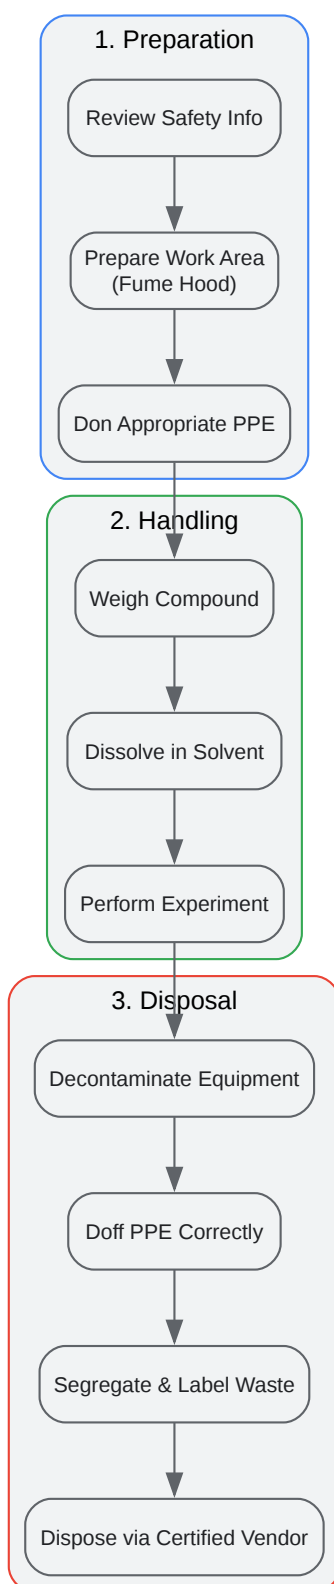 1. Preparation
Review Safety Info
Prepare Work Area
(Fume Hood)
Don Appropriate PPE
2. Handling
Weigh Compound
Dissolve in Solvent
Perform Experiment
3. Disposal
Decontaminate Equipment
Doff PPE Correctly
Segregate & Label Waste
Dispose via Certified Vendor